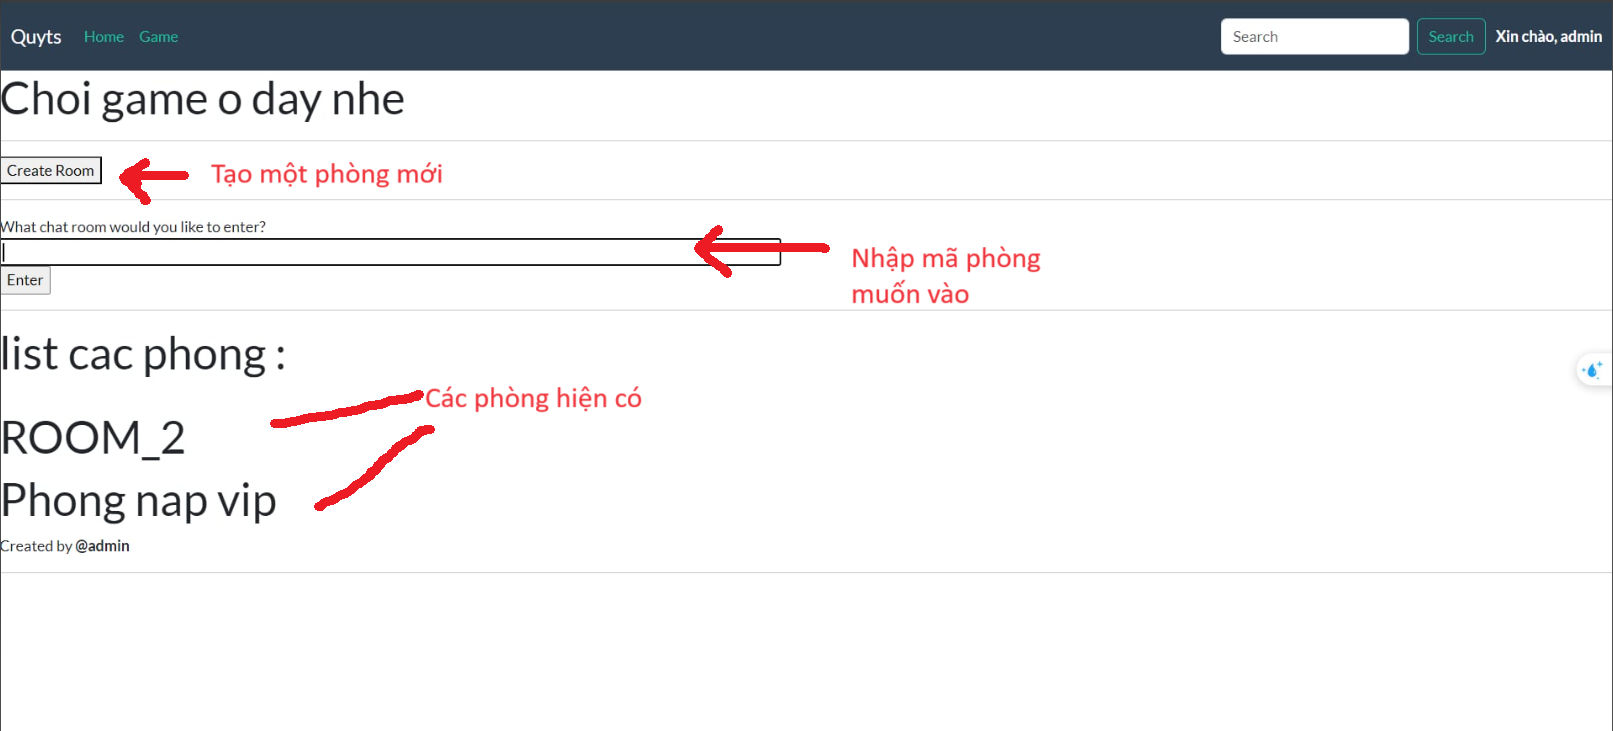 Quyts Home Game Search Search Xin chào, admin
Choi game o day nhe
Create Room
Tạo một phòng mới
What chat room would you like to enter?
Nhập mã phòng
muốn vào
Enter
list cac phong :
Các phòng hiện có
ROOM_2
Phong nap vip
Created by @admin